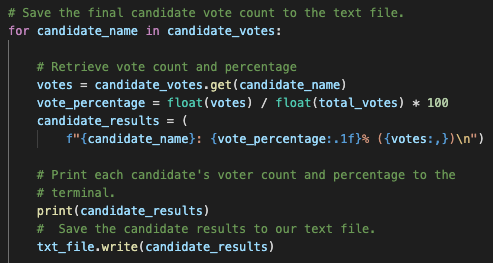 # Save the final candidate vote count to the text file.
for candidate_name in candidate_votes:
    # Retrieve vote count and percentage
    votes = candidate_votes.get(candidate_name)
    vote_percentage = float(votes) / float(total_votes) * 100
    candidate_results = (
        f"{candidate_name}: {vote_percentage:.1f}% ({votes:,})\n")
    # Print each candidate's voter count and percentage to the
    # terminal.
    print(candidate_results)
    #  Save the candidate results to our text file.
    txt_file.write(candidate_results)